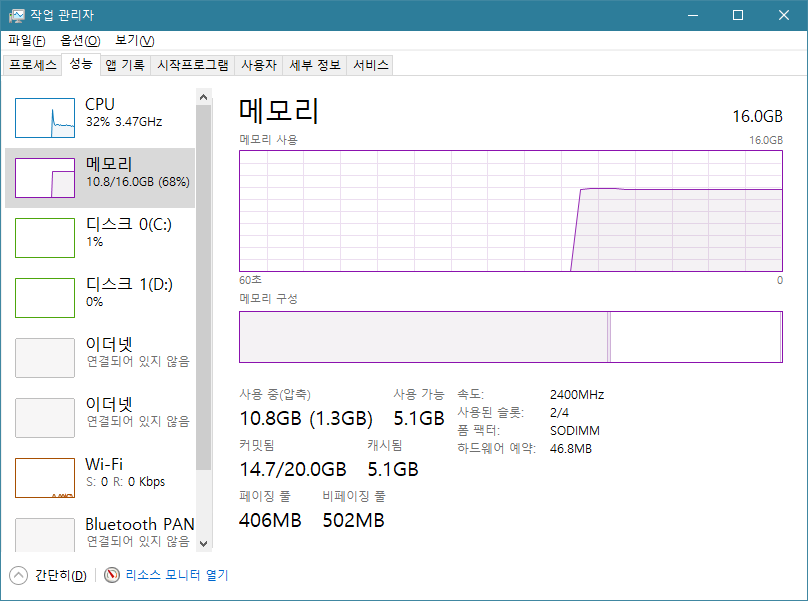 작업 관리자
파일(F) 옵션(O) 보기(V)
프로세스 성능 앱 기록 시작프로그램 사용자 세부 정보 서비스
CPU
32% 3.47GHz
메모리
10.8/16.0GB (68%)
디스크 0(C:)
1%
디스크 1(D:)
0%
이더넷
연결되어 있지 않음
이더넷
연결되어 있지 않음
Wi-Fi
S: 0 R: 0 Kbps
Bluetooth PAN
연결되어 있지 않음
메모리 16.0GB
메모리 사용 16.0GB
60초 0
메모리 구성
사용 중(압축) 사용 가능
10.8GB (1.3GB) 5.1GB
커밋됨 캐시됨
14.7/20.0GB 5.1GB
페이징 풀 비페이징 풀
406MB 502MB
속도: 2400MHz
사용된 슬롯: 2/4
폼 팩터: SODIMM
하드웨어 예약: 46.8MB
간단히(D) 리소스 모니터 열기